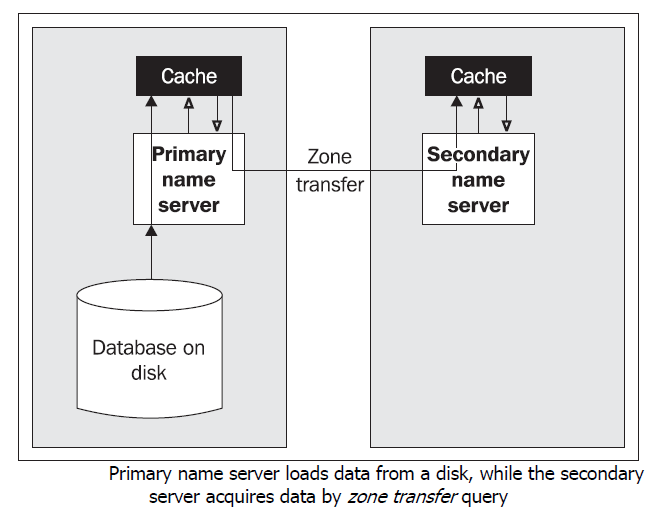 Cache
Primary
name
server
Database on
disk
Zone
transfer
Cache
Secondary
name
server
Primary name server loads data from a disk, while the secondary
server acquires data by zone transfer query